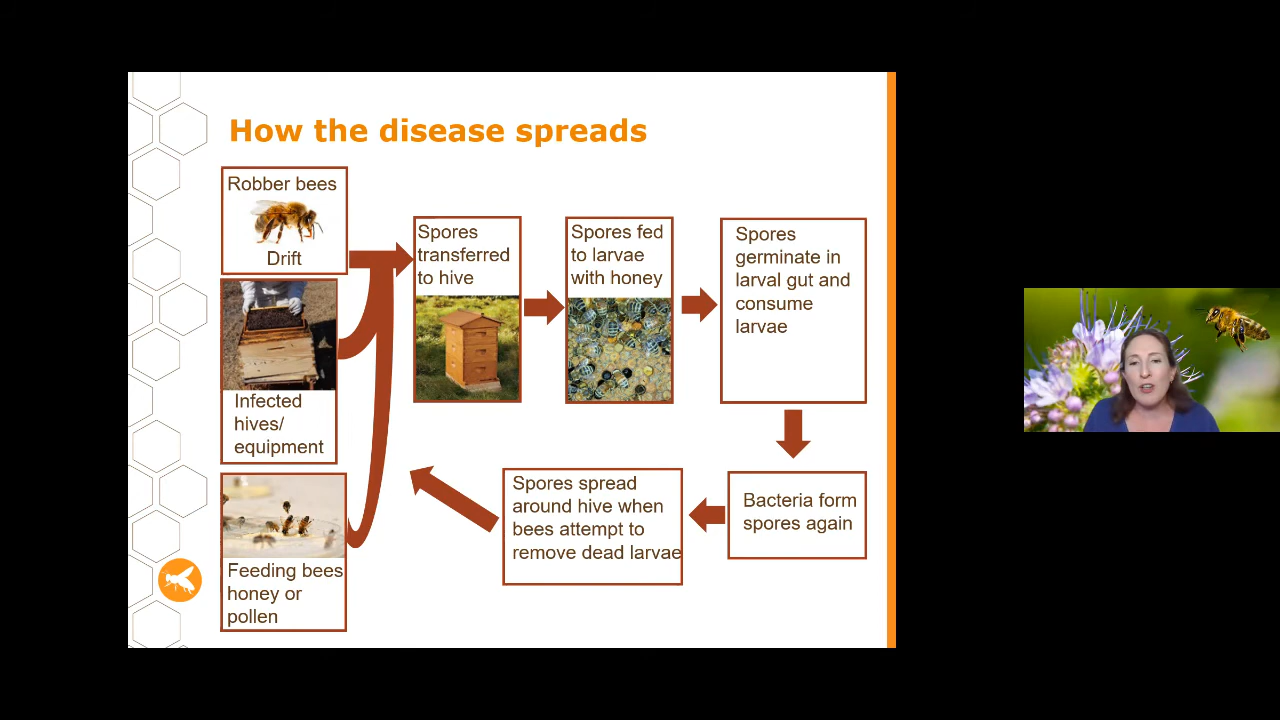 How the disease spreads
Robber bees
Drift
Infected
hives/
equipment
Feeding bees
honey or
pollen
Spores
transferred
to hive
Spores fed
to larvae
with honey
Spores
germinate in
larval gut and
consume
larvae
Bacteria form
spores again
Spores spread
around hive when
bees attempt to
remove dead larvae